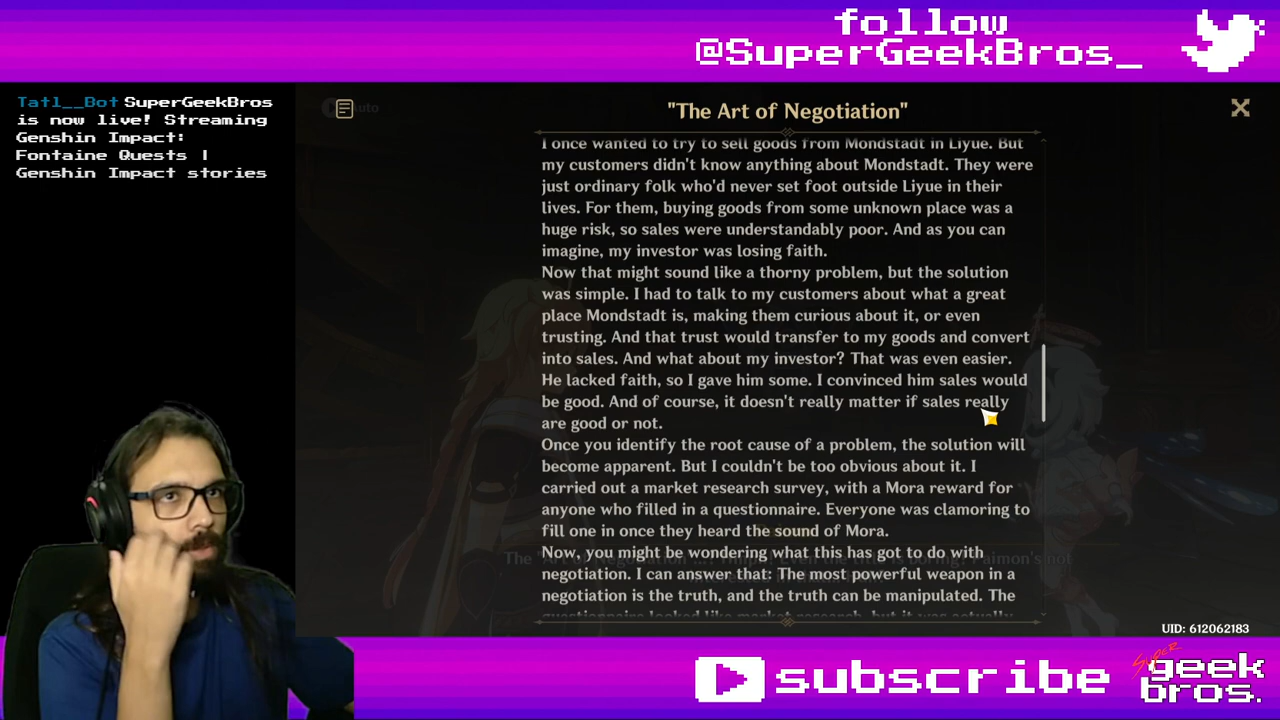 follow
@SuperGeekBros_
Tatl__Bot SuperGeekBros
is now live! Streaming
Genshin Impact:
Fontaine Quests |
Genshin Impact stories
Auto
"The Art of Negotiation"
I once wanted to try to sell goods from Mondstadt in Liyue. But
my customers didn't know anything about Mondstadt. They were
just ordinary folk who'd never set foot outside Liyue in their
lives. For them, buying goods from some unknown place was a
huge risk, so sales were understandably poor. And as you can
imagine, my investor was losing faith.
Now that might sound like a thorny problem, but the solution
was simple. I had to talk to my customers about what a great
place Mondstadt is, making them curious about it, or even
trusting. And that trust would transfer to my goods and convert
into sales. And what about my investor? That was even easier.
He lacked faith, so I gave him some. I convinced him sales would
be good. And of course, it doesn't really matter if sales really
are good or not.
Once you identify the root cause of a problem, the solution will
become apparent. But I couldn't be too obvious about it. I
carried out a market research survey, with a Mora reward for
anyone who filled in a questionnaire. Everyone was clamoring to
fill one in once they heard the sound of Mora.
Now, you might be wondering what this has got to do with
negotiation. I can answer that: The most powerful weapon in a
negotiation is the truth, and the truth can be manipulated. The
questionnaire looked like market research, but it was actually
UID: 612062183
subscribe
super
geek
bros.